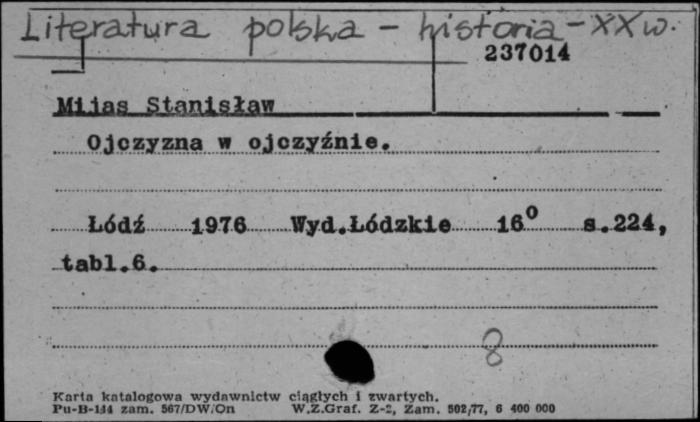 Literatura polska - historia - XX w.
237014
Mijas Stanisław
Ojczyzna w ojczyźnie.
Łódź 1976 Wyd.Łódzkie 16⁰ s.224,
tabl.6.
8
Karta katalogowa wydawnictw ciągłych i zwartych.
Pu-B-144 zam. 567/DW/On W.Z.Graf. Z-2, Zam. 502/77, 6 400 000